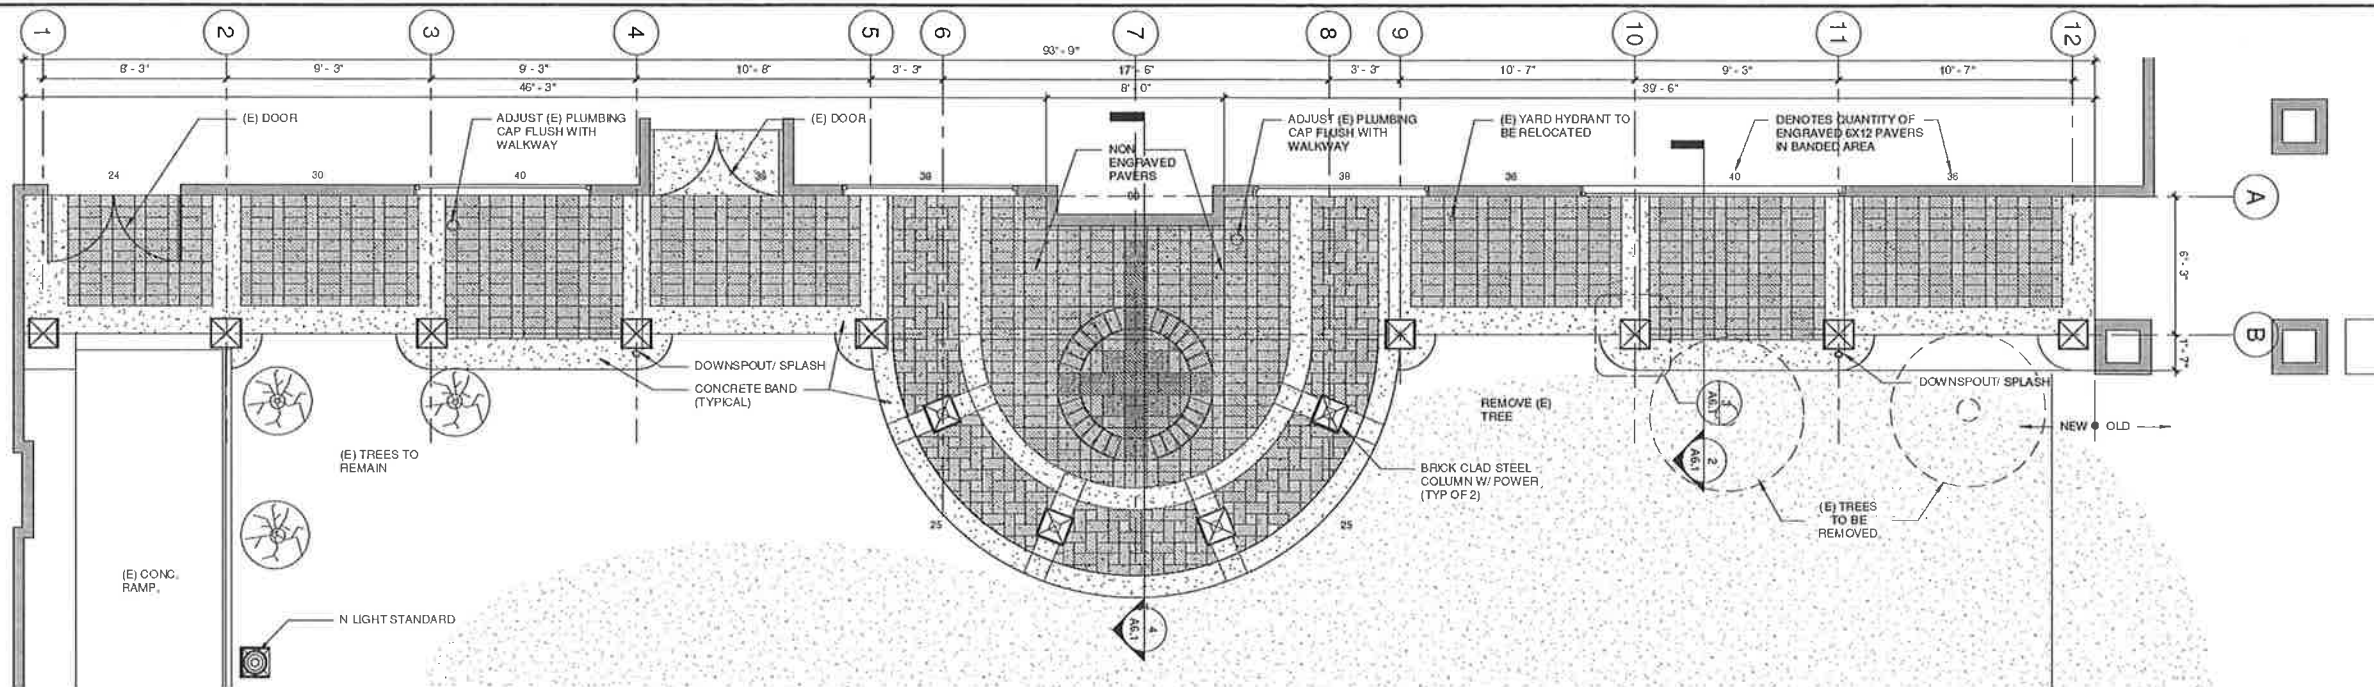 1 2 3 4 5 6 7 8 9 10 11 12
93'- 9"
8'- 3" 9'- 3" 9'- 3" 10'- 8" 3'- 3" 17'- 6" 3'- 3" 10'- 7" 9'- 3" 10'- 7"
46'- 3" 8'- 0" 39'- 6"
(E) DOOR
ADJUST (E) PLUMBING
CAP FLUSH WITH
WALKWAY
(E) DOOR
NON
ENGRAVED
PAVERS
ADJUST (E) PLUMBING
CAP FLUSH WITH
WALKWAY
(E) YARD HYDRANT TO
BE RELOCATED
DENOTES QUANTITY OF
ENGRAVED 6X12 PAVERS
IN BANDED AREA
24 30 40 36 38 60 38 36 40 36
A
6'- 3"
B
1'- 7"
DOWNSPOUT/ SPLASH
CONCRETE BAND
(TYPICAL)
DOWNSPOUT/ SPLASH
REMOVE (E)
TREE
3
A6.1
NEW OLD
(E) TREES TO
REMAIN
2
A6.1
BRICK CLAD STEEL
COLUMN W/ POWER
(TYP OF 2)
(E) TREES
TO BE
REMOVED
25 25
(E) CONC.
RAMP.
N LIGHT STANDARD
4
A6.1